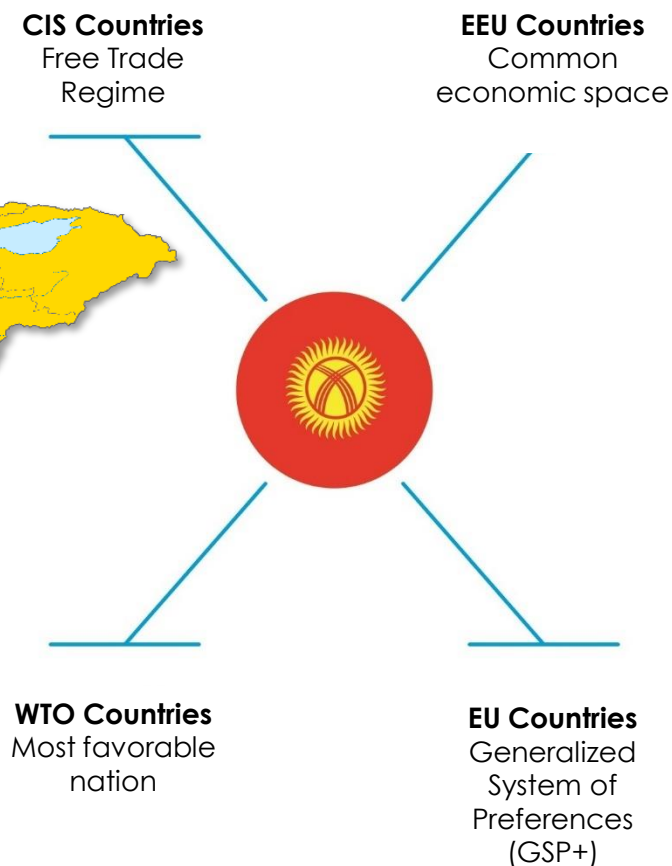 CIS Countries
Free Trade
Regime
EEU Countries
Common
economic space
WTO Countries
Most favorable
nation
EU Countries
Generalized
System of
Preferences
(GSP+)